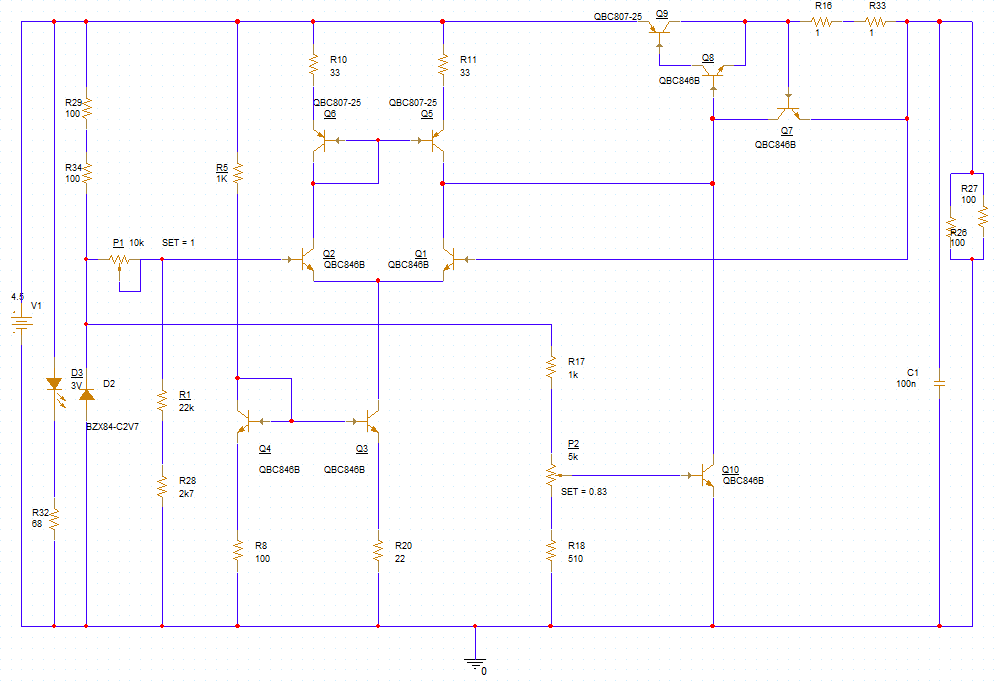 R16
R33
QBC807-25
Q9
1
1
R10
33
R11
33
Q8
QBC846B
R29
100
QBC807-25
Q6
QBC807-25
Q5
Q7
QBC846B
R34
100
R5
1K
R27
100
R26
100
P1 10k
SET = 1
Q2
QBC846B
Q1
QBC846B
4.5
V1
R17
1k
D3
3V
D2
C1
100n
R1
22k
BZX84-C2V7
Q4
QBC846B
Q3
QBC846B
P2
5k
SET = 0.83
Q10
QBC846B
R28
2k7
R32
68
R8
100
R20
22
R18
510
0